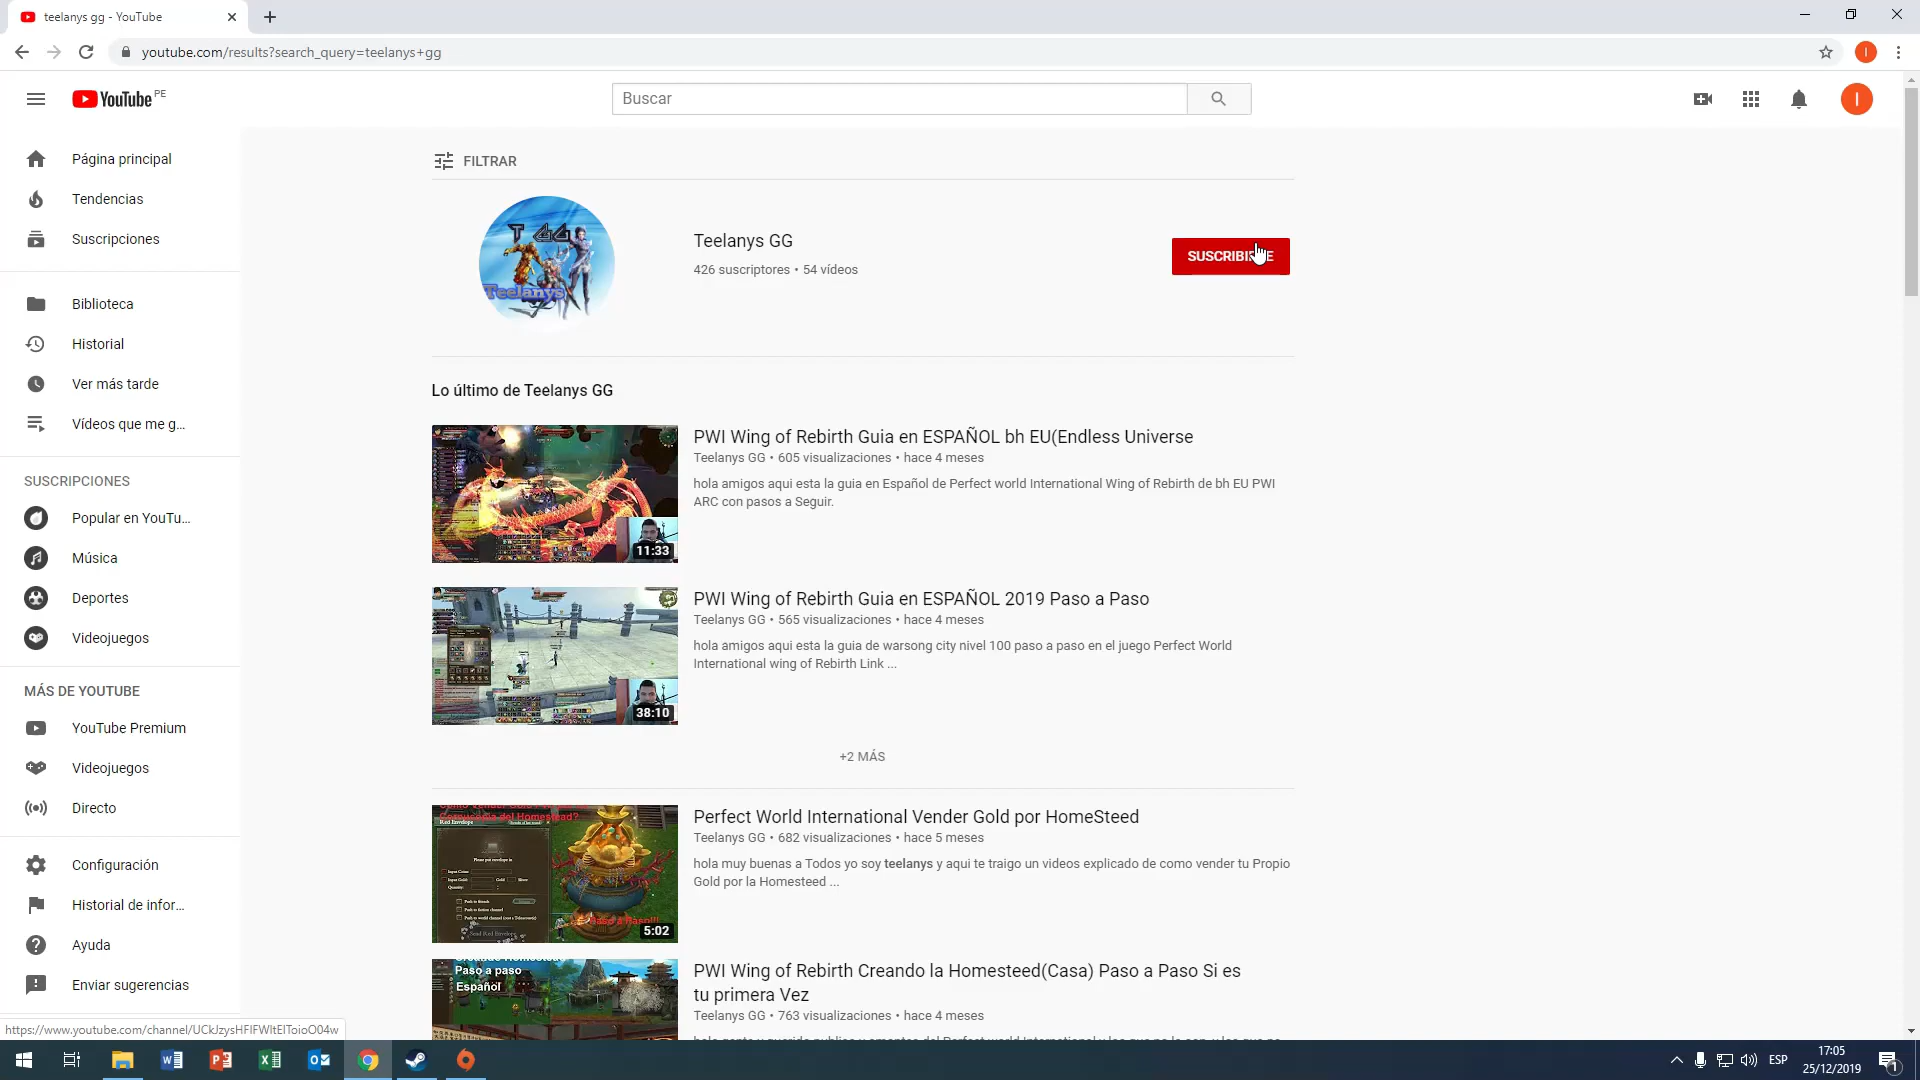 teelanys gg - YouTube
youtube.com/results?search_query=teelanys+gg
I
YouTube PE
Buscar
I
Página principal
Tendencias
Suscripciones
Biblioteca
Historial
Ver más tarde
Vídeos que me g...
SUSCRIPCIONES
Popular en YouTu...
Música
Deportes
Videojuegos
MÁS DE YOUTUBE
YouTube Premium
Videojuegos
Directo
Configuración
Historial de infor...
Ayuda
Enviar sugerencias
https://www.youtube.com/channel/UCkJzysHFlFWltElToioO04w
FILTRAR
T GG
Teelanys
Teelanys GG
426 suscriptores • 54 vídeos
Lo último de Teelanys GG
11:33
PWI Wing of Rebirth Guia en ESPAÑOL bh EU(Endless Universe
Teelanys GG • 605 visualizaciones • hace 4 meses
hola amigos aqui esta la guia en Español de Perfect world International Wing of Rebirth de bh EU PWI
ARC con pasos a Seguir.
38:10
PWI Wing of Rebirth Guia en ESPAÑOL 2019 Paso a Paso
Teelanys GG • 565 visualizaciones • hace 4 meses
hola amigos aqui esta la guia de warsong city nivel 100 paso a paso en el juego Perfect World
International wing of Rebirth Link ...
+2 MÁS
Red Envelope
Send Red Envelope
5:02
Perfect World International Vender Gold por HomeSteed
Teelanys GG • 682 visualizaciones • hace 5 meses
hola muy buenas a Todos yo soy teelanys y aqui te traigo un videos explicado de como vender tu Propio
Gold por la Homesteed ...
Paso a paso
Español
PWI Wing of Rebirth Creando la Homesteed(Casa) Paso a Paso Si es
tu primera Vez
Teelanys GG • 763 visualizaciones • hace 4 meses
ESP
17:05
25/12/2019
1